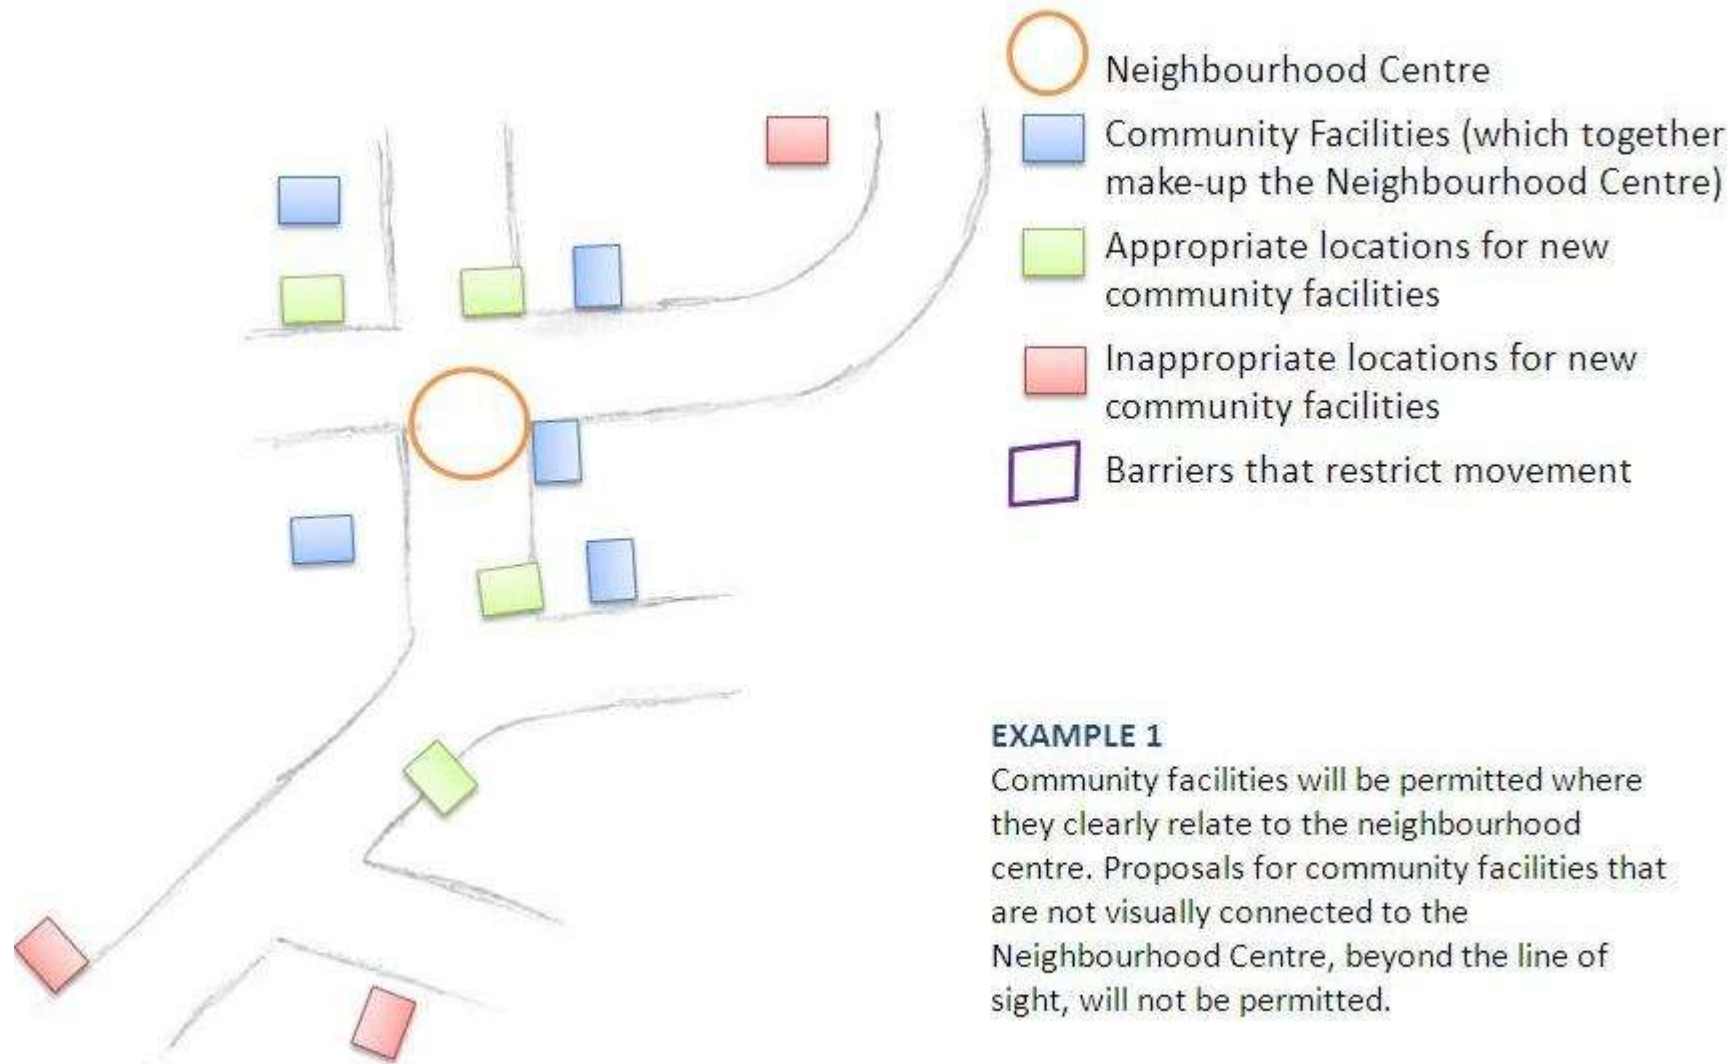 Neighbourhood Centre
Community Facilities (which together
make-up the Neighbourhood Centre)
Appropriate locations for new
community facilities
Inappropriate locations for new
community facilities
Barriers that restrict movement
EXAMPLE 1
Community facilities will be permitted where
they clearly relate to the neighbourhood
centre. Proposals for community facilities that
are not visually connected to the
Neighbourhood Centre, beyond the line of
sight, will not be permitted.